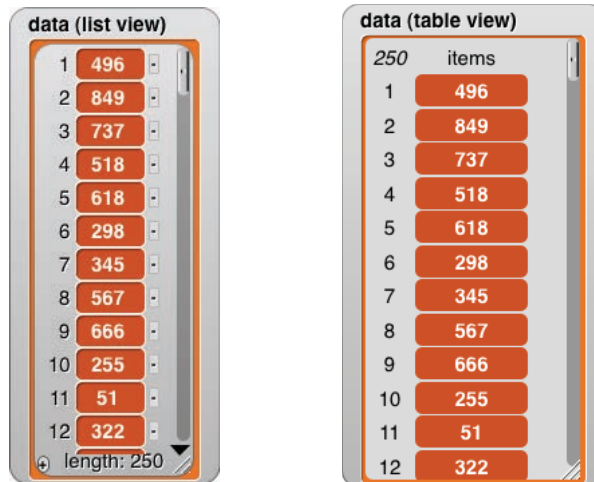 data (list view)
1 496 -
2 849 -
3 737 -
4 518 -
5 618 -
6 298 -
7 345 -
8 567 -
9 666 -
10 255 -
11 51 -
12 322 -
+ length: 250
data (table view)
250 items
1 496
2 849
3 737
4 518
5 618
6 298
7 345
8 567
9 666
10 255
11 51
12 322